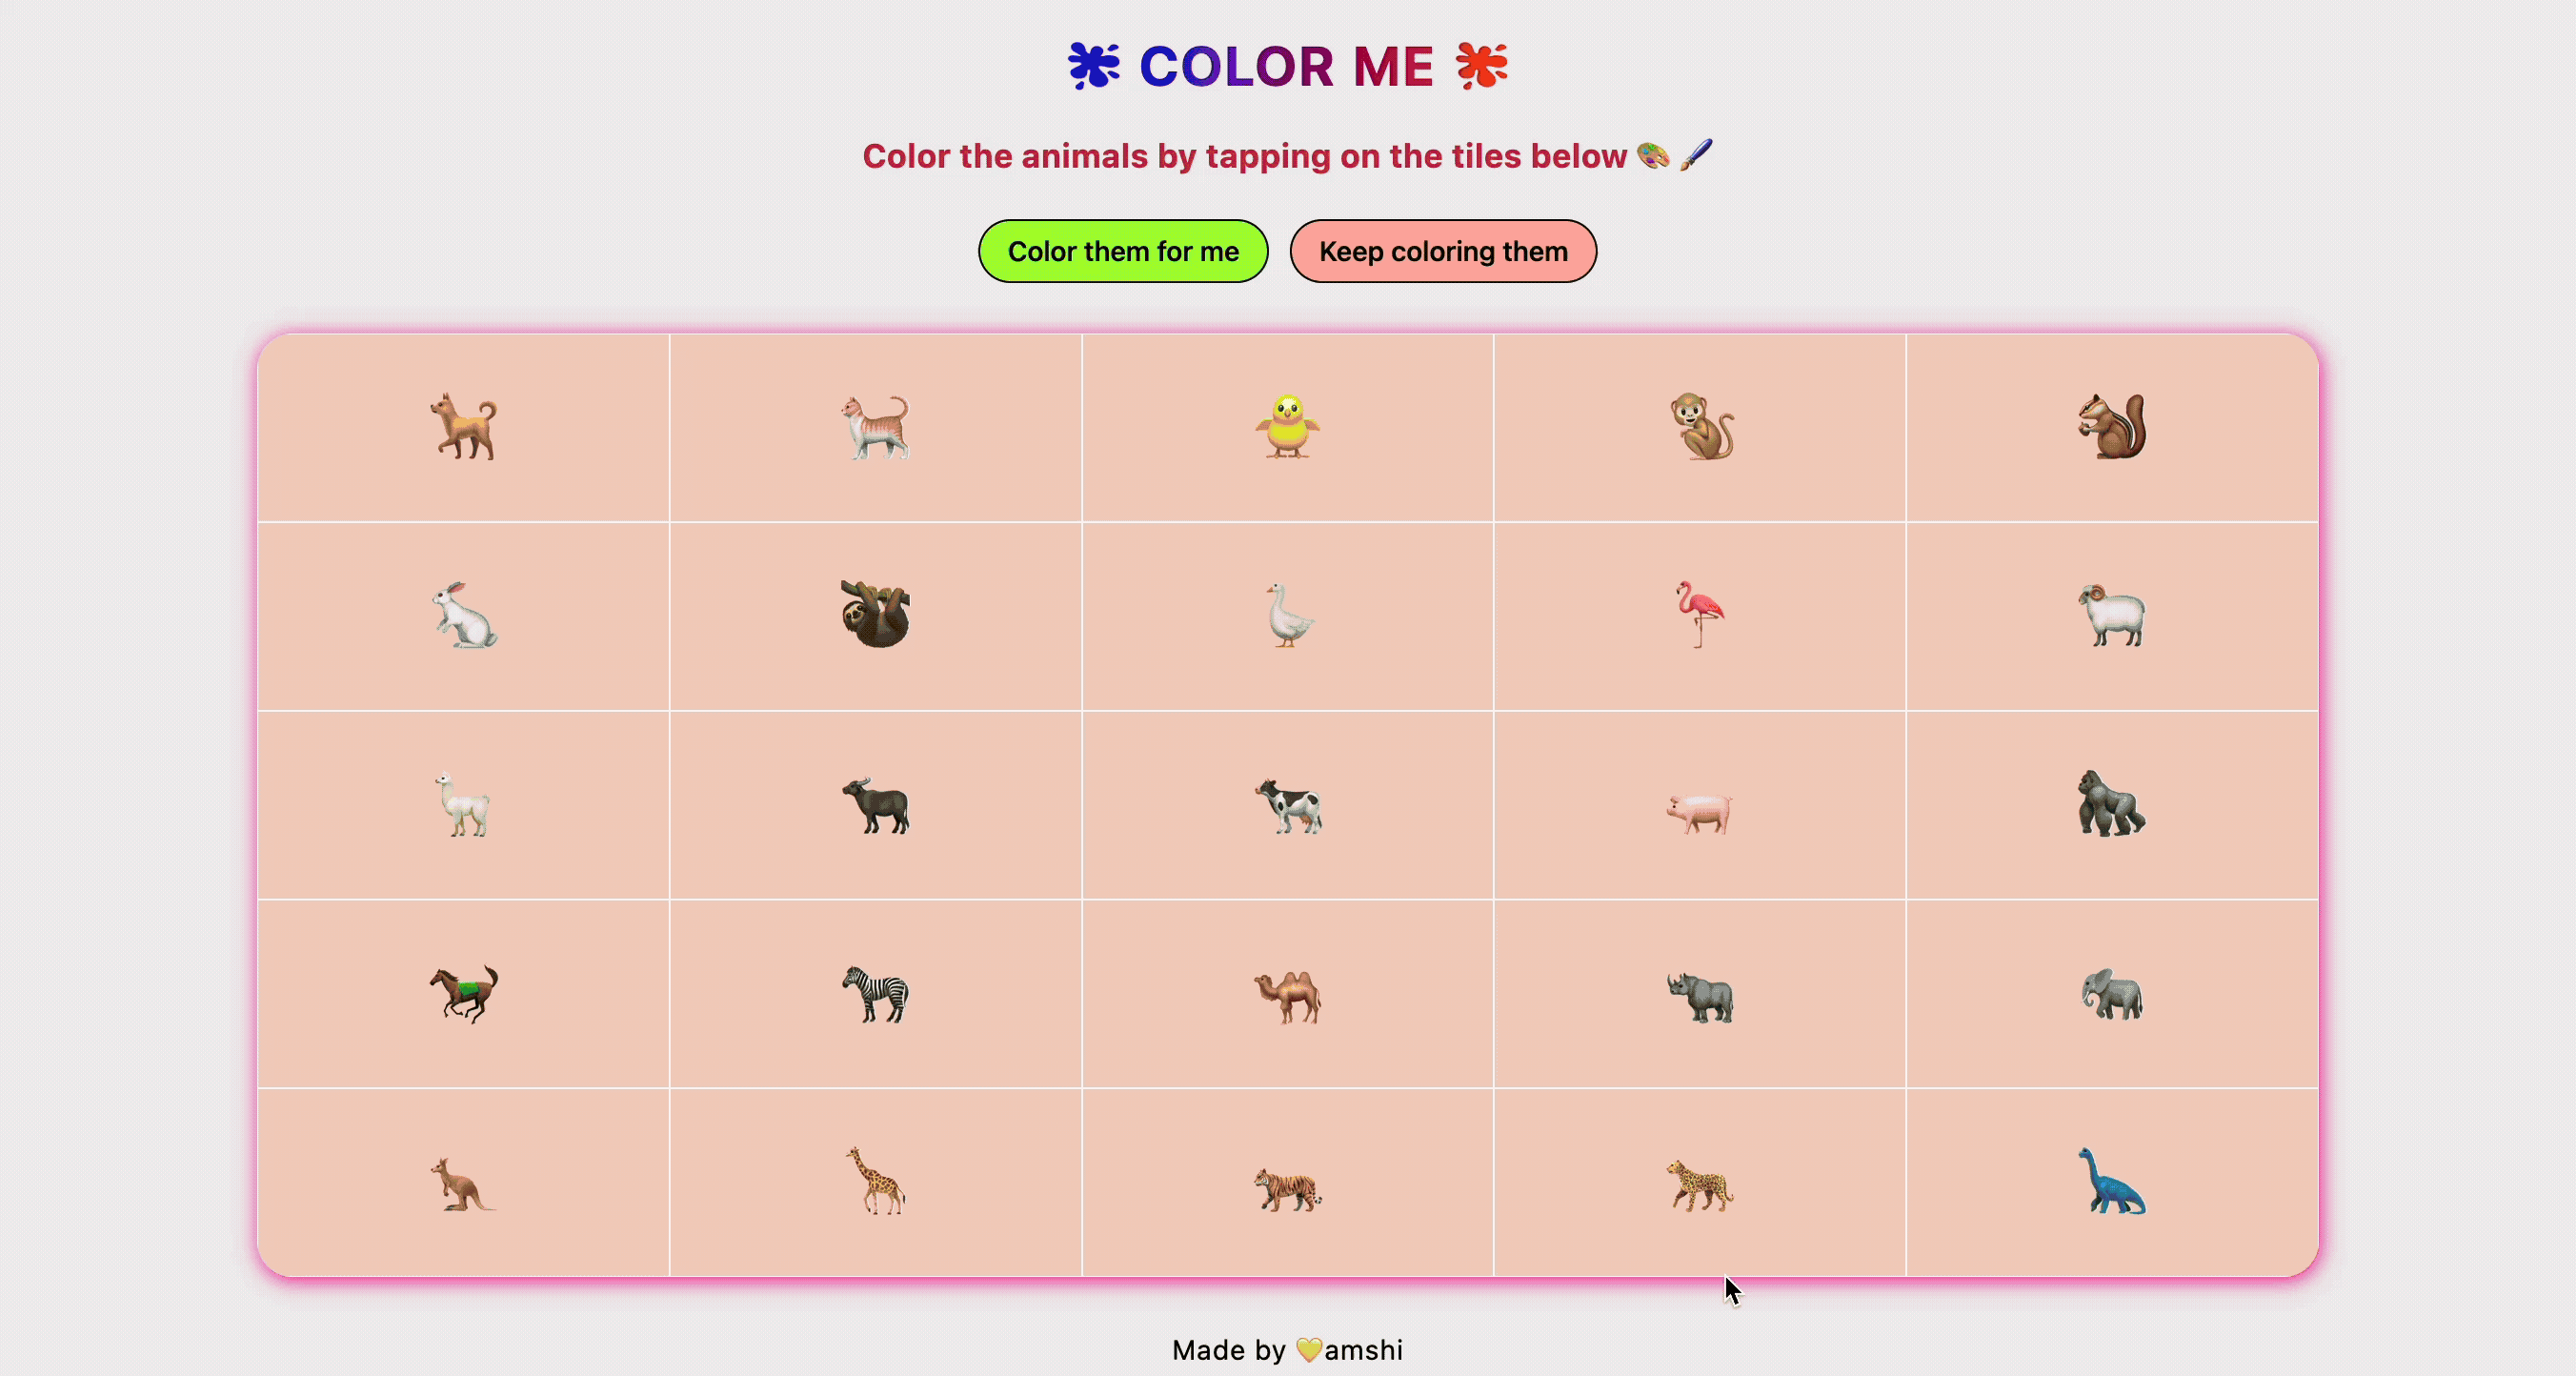 COLOR ME
Color the animals by tapping on the tiles below
Color them for me
Keep coloring them
Made by 💛amshi